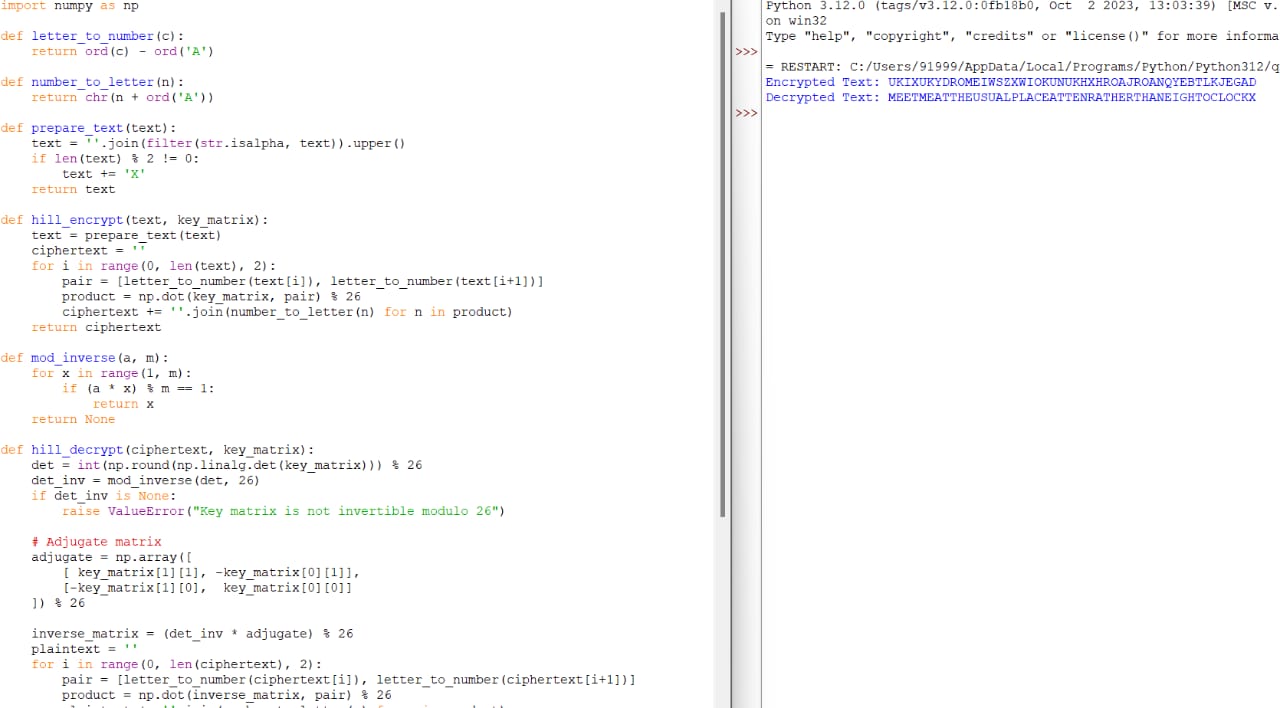 import numpy as np
def letter_to_number(c):
    return ord(c) - ord('A')
def number_to_letter(n):
    return chr(n + ord('A'))
def prepare_text(text):
    text = ''.join(filter(str.isalpha, text)).upper()
    if len(text) % 2 != 0:
        text += 'X'
    return text
def hill_encrypt(text, key_matrix):
    text = prepare_text(text)
    ciphertext = ''
    for i in range(0, len(text), 2):
        pair = [letter_to_number(text[i]), letter_to_number(text[i+1])]
        product = np.dot(key_matrix, pair) % 26
        ciphertext += ''.join(number_to_letter(n) for n in product)
    return ciphertext
def mod_inverse(a, m):
    for x in range(1, m):
        if (a * x) % m == 1:
            return x
    return None
def hill_decrypt(ciphertext, key_matrix):
    det = int(np.round(np.linalg.det(key_matrix))) % 26
    det_inv = mod_inverse(det, 26)
    if det_inv is None:
        raise ValueError("Key matrix is not invertible modulo 26")
    # Adjugate matrix
    adjugate = np.array([
        [ key_matrix[1][1], -key_matrix[0][1]],
        [-key_matrix[1][0],  key_matrix[0][0]]
    ]) % 26
    inverse_matrix = (det_inv * adjugate) % 26
    plaintext = ''
    for i in range(0, len(ciphertext), 2):
        pair = [letter_to_number(ciphertext[i]), letter_to_number(ciphertext[i+1])]
        product = np.dot(inverse_matrix, pair) % 26
Python 3.12.0 (tags/v3.12.0:0fb18b0, Oct  2 2023, 13:03:39) [MSC v.
on win32
Type "help", "copyright", "credits" or "license()" for more informa
>>>
= RESTART: C:/Users/91999/AppData/Local/Programs/Python/Python312/q
Encrypted Text: UKIXUKYDROMEIWSZXWIOKUNUKHXHROAJROANQYEBTLKJEGAD
Decrypted Text: MEETMEATTHEUSUALPLACEATTENRATHERTHANEIGHTOCLOCKX
>>>